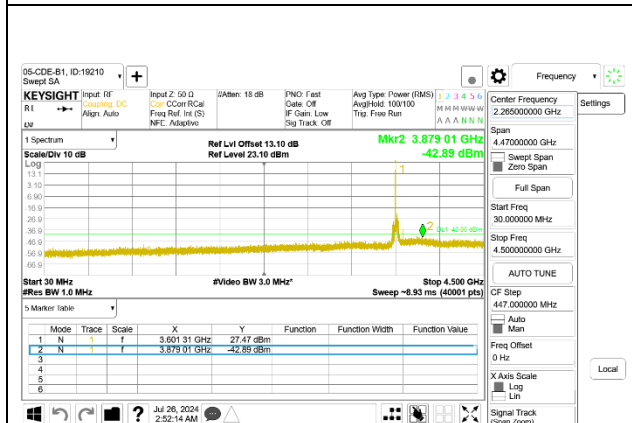 05-CDE-B1, ID:19210
Swept SA
Frequency
Settings
KEYSIGHT
Input: RF
Coupling: DC
Align: Auto
Input Z: 50 Ω
Corr CCorr RCal
Freq Ref: Int (S)
NFE: Adaptive
#Atten: 18 dB
PNO: Fast
Gate: Off
IF Gain: Low
Sig Track: Off
Avg Type: Power (RMS)
Avg|Hold: 100/100
Trig: Free Run
1 2 3 4 5 6
M M M W W W
A A A N N N
1 Spectrum
Scale/Div 10 dB
Log
Ref Lvl Offset 13.10 dB
Ref Level 23.10 dBm
Mkr2 3.879 01 GHz
-42.89 dBm
13.1
3.10
-6.90
-16.9
-26.9
-36.9
-46.9
-56.9
-66.9
1
2
Start 30 MHz
#Res BW 1.0 MHz
#Video BW 3.0 MHz*
Stop 4.500 GHz
Sweep ~8.93 ms (40001 pts)
5 Marker Table
Mode Trace Scale X Y Function Function Width Function Value
1 N 1 f 3.601 31 GHz 27.47 dBm
2 N 1 f 3.879 01 GHz -42.89 dBm
3
4
5
6
Jul 26, 2024
2:52:14 AM
Center Frequency
2.265000000 GHz
Span
4.47000000 GHz
Swept Span
Zero Span
Full Span
Start Freq
30.000000 MHz
Stop Freq
4.500000000 GHz
AUTO TUNE
CF Step
447.000000 MHz
Auto
Man
Freq Offset
0 Hz
X Axis Scale
Log
Lin
Signal Track
(Span Zoom)
Local